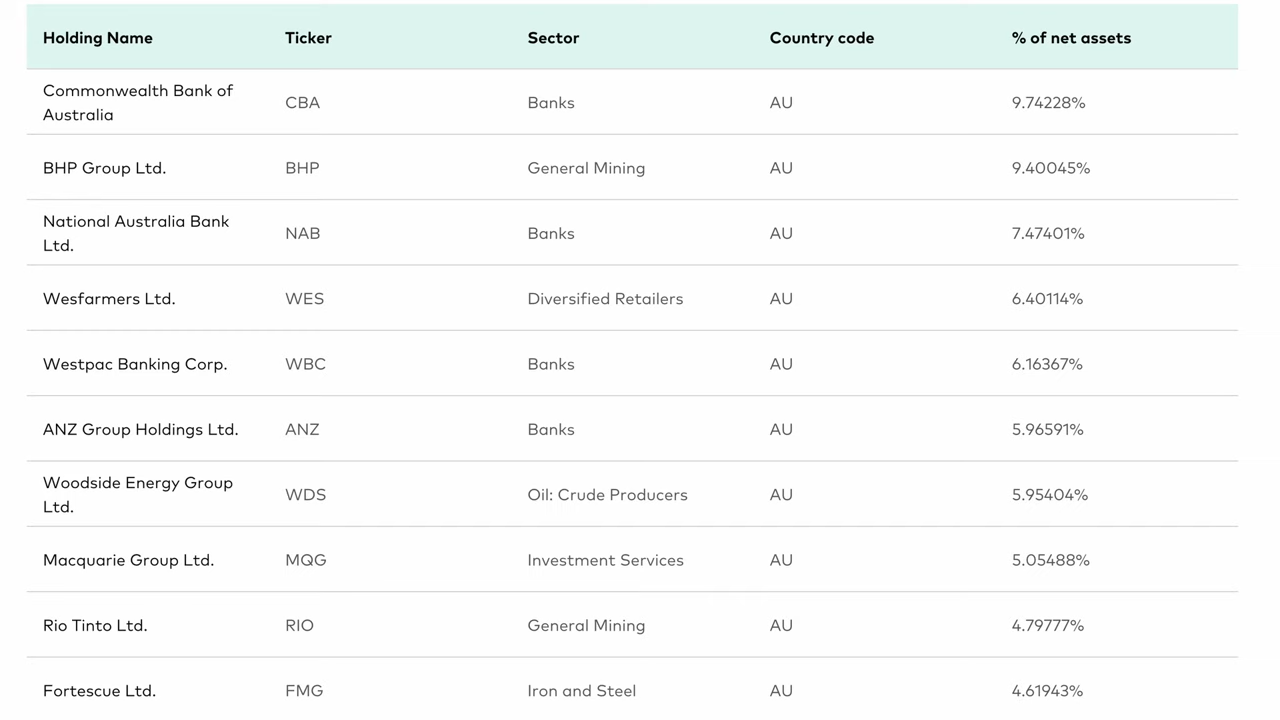 Holding Name Ticker Sector Country code % of net assets
Commonwealth Bank of
Australia CBA Banks AU 9.74228%
BHP Group Ltd. BHP General Mining AU 9.40045%
National Australia Bank
Ltd. NAB Banks AU 7.47401%
Wesfarmers Ltd. WES Diversified Retailers AU 6.40114%
Westpac Banking Corp. WBC Banks AU 6.16367%
ANZ Group Holdings Ltd. ANZ Banks AU 5.96591%
Woodside Energy Group
Ltd. WDS Oil: Crude Producers AU 5.95404%
Macquarie Group Ltd. MQG Investment Services AU 5.05488%
Rio Tinto Ltd. RIO General Mining AU 4.79777%
Fortescue Ltd. FMG Iron and Steel AU 4.61943%